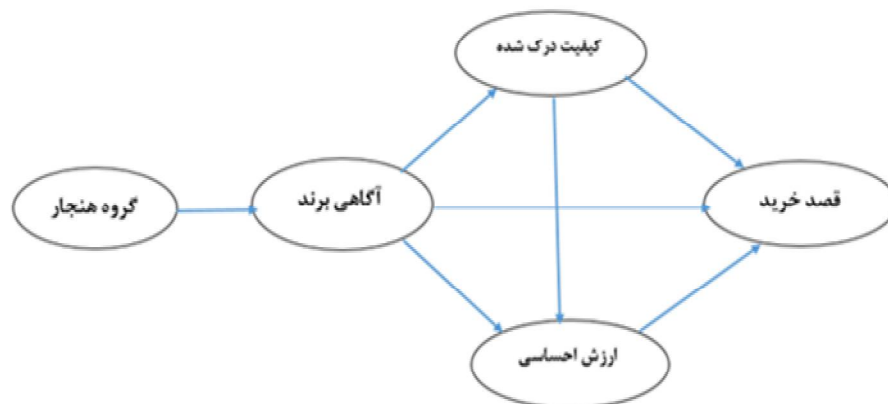 کیفیت درک شده
گروه هنجار
آگاهی برند
قصد خرید
ارزش احساسی